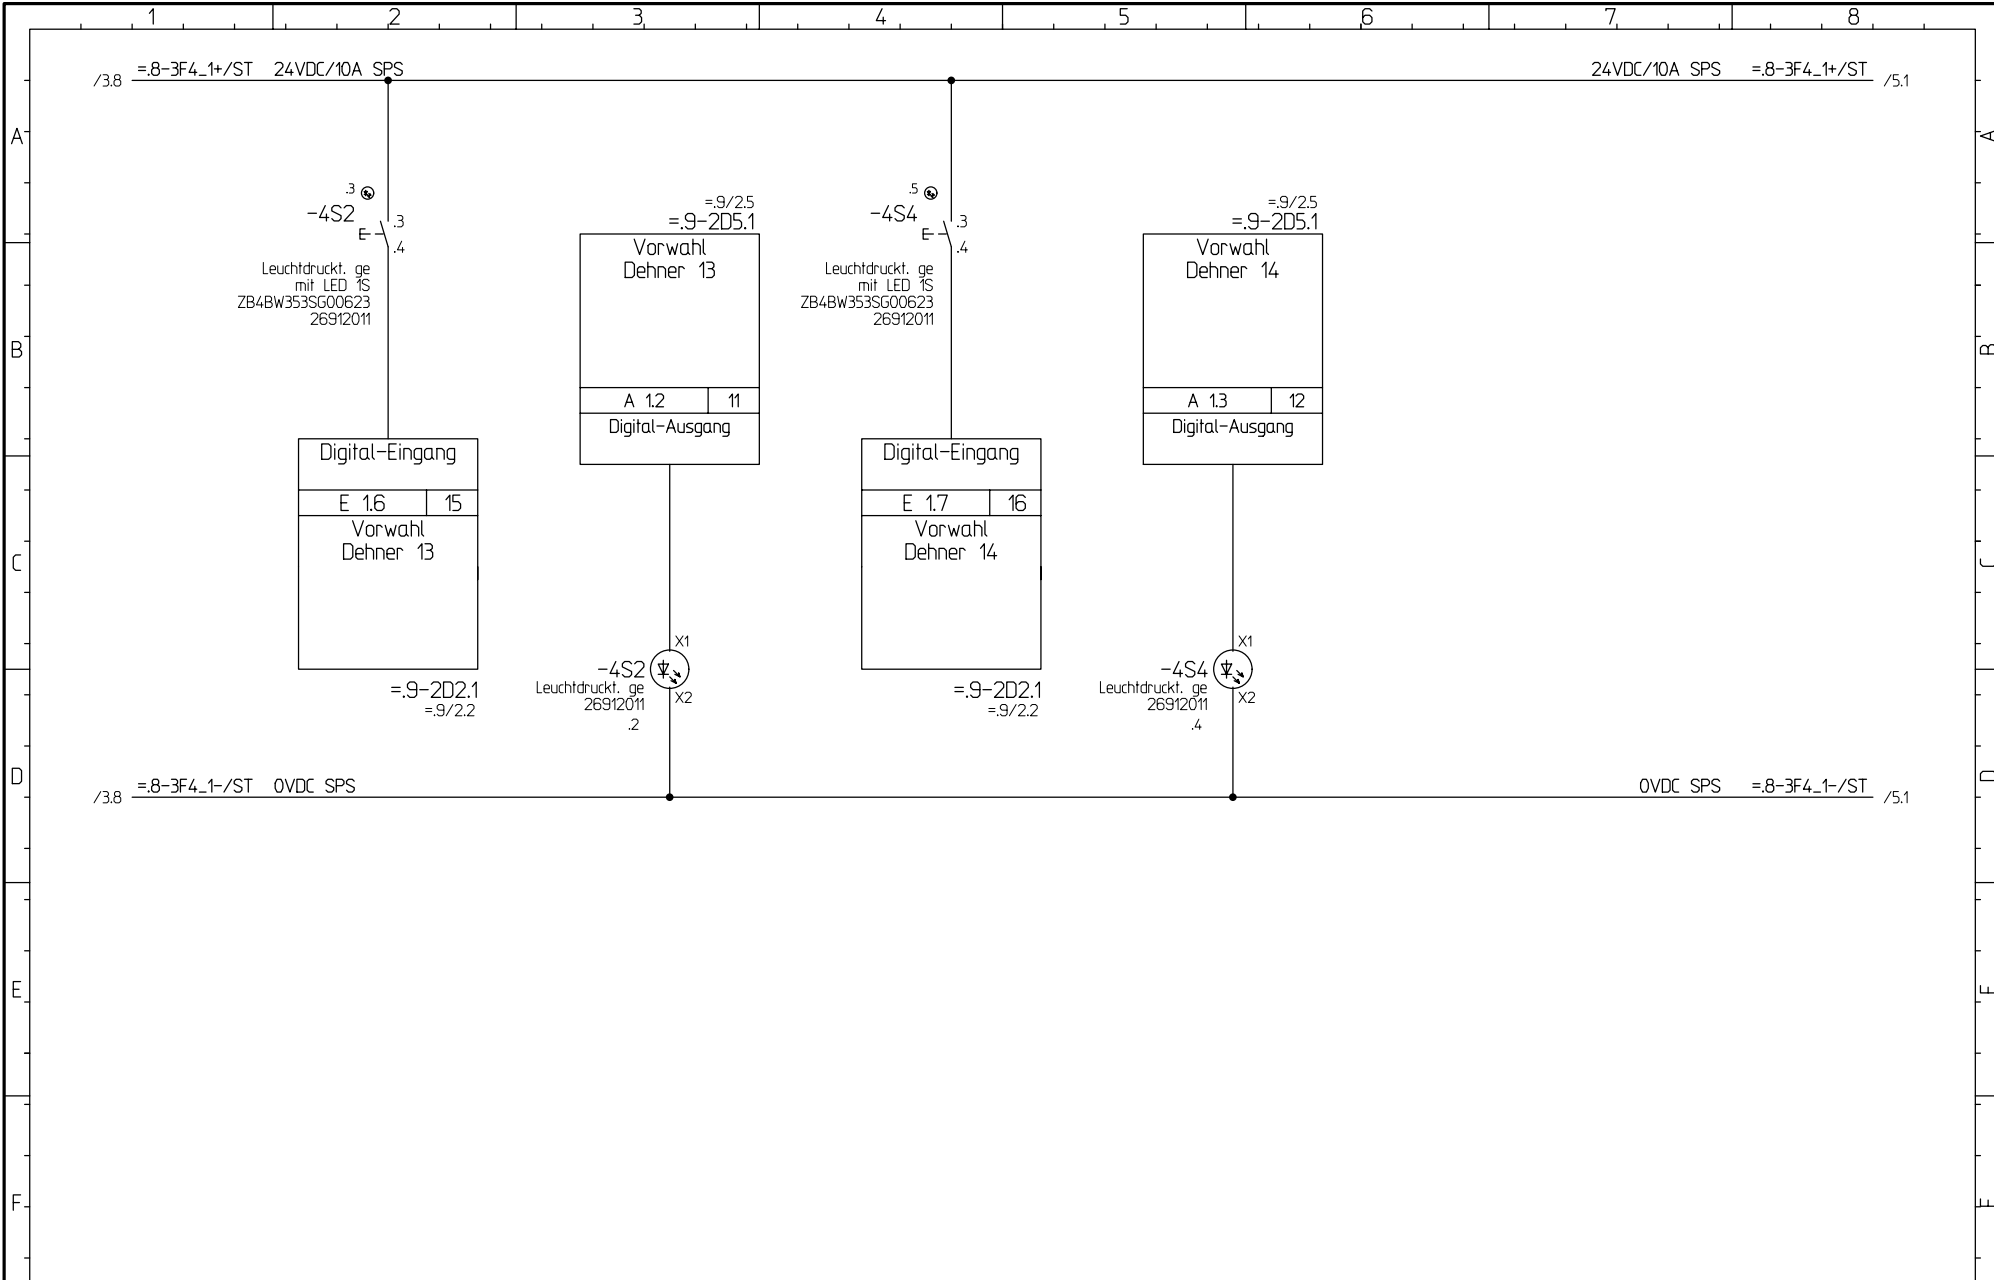 1 2 3 4 5 6 7 8
/3.8 =.8-3F4_1+/ST 24VDC/10A SPS
24VDC/10A SPS =.8-3F4_1+/ST /5.1
A
A
.3
-4S2
.3
.4
Leuchtdruckt. ge
mit LED 1S
ZB4BW353SG00623
26912011
=.9/2.5
=.9-2D5.1
Vorwahl
Dehner 13
A 1.2 11
Digital-Ausgang
.5
-4S4
.3
.4
Leuchtdruckt. ge
mit LED 1S
ZB4BW353SG00623
26912011
=.9/2.5
=.9-2D5.1
Vorwahl
Dehner 14
A 1.3 12
Digital-Ausgang
B
B
Digital-Eingang
E 1.6 15
Vorwahl
Dehner 13
=.9-2D2.1
=.9/2.2
X1
-4S2
Leuchtdruckt. ge
26912011
X2
.2
Digital-Eingang
E 1.7 16
Vorwahl
Dehner 14
=.9-2D2.1
=.9/2.2
X1
-4S4
Leuchtdruckt. ge
26912011
X2
.4
C
C
D
D
/3.8 =.8-3F4_1-/ST 0VDC SPS
0VDC SPS =.8-3F4_1-/ST /5.1
E
E
F
F